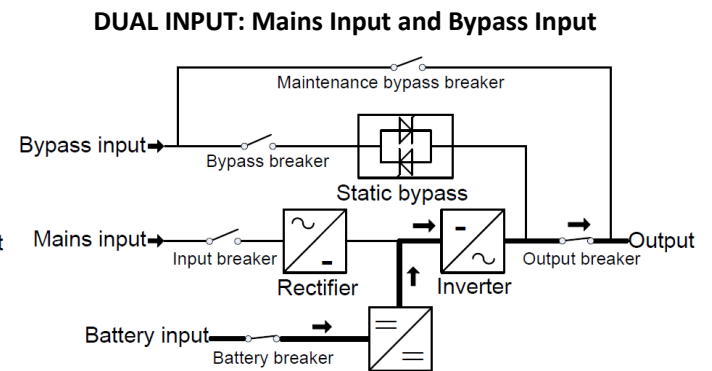 DUAL INPUT: Mains Input and Bypass Input
Maintenance bypass breaker
Bypass input
Bypass breaker
Static bypass
t
Mains input
Input breaker
Rectifier
Inverter
Output
Output breaker
Battery input
Battery breaker